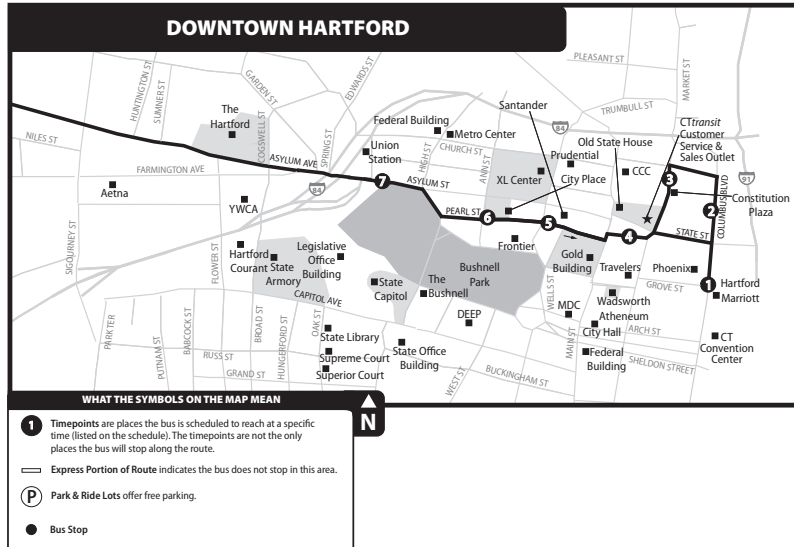 DOWNTOWN HARTFORD
PLEASANT ST
MARKET ST
HUNTINGTON ST
SUMNER ST
GARDEN ST
EDWARDS ST
The
Hartford
COGSWELL ST
SPRING ST
Federal Building
Metro Center
Santander
84
TRUMBULL ST
CTtransit
Customer
Service &
Sales Outlet
NILES ST
Union
Station
HIGH ST
CHURCH ST
ANN ST
Prudential
Old State House
CCC
ASYLUM AVE
FARMINGTON AVE
84
7
ASYLUM ST
XL Center
City Place
3
91
Constitution
Plaza
Aetna
YWCA
PEARL ST
6
5
4
STATE ST
2
COLUMBUS BLVD
SIGOURNEY ST
FLOWER ST
Hartford
Courant
State
Armory
Legislative
Office
Building
Frontier
Bushnell
Park
Gold
Building
Travelers
Phoenix
1
Hartford
Marriott
GROVE ST
State
Capitol
The
Bushnell
WELLS ST
CAPITOL AVE
DEEP
MDC
Wadsworth
Atheneum
City Hall
ARCH ST
PARK TER
PUTNAM ST
BABCOCK ST
BROAD ST
HUNGERFORD ST
OAK ST
State Library
Supreme Court
Superior Court
State Office
Building
MAIN ST
Federal
Building
CT
Convention
Center
SHELDON STREET
RUSS ST
GRAND ST
WEST ST
BUCKINGHAM ST
N
WHAT THE SYMBOLS ON THE MAP MEAN
1 Timepoints are places the bus is scheduled to reach at a specific
time (listed on the schedule). The timepoints are not the only
places the bus will stop along the route.
Express Portion of Route indicates the bus does not stop in this area.
P Park & Ride Lots offer free parking.
Bus Stop